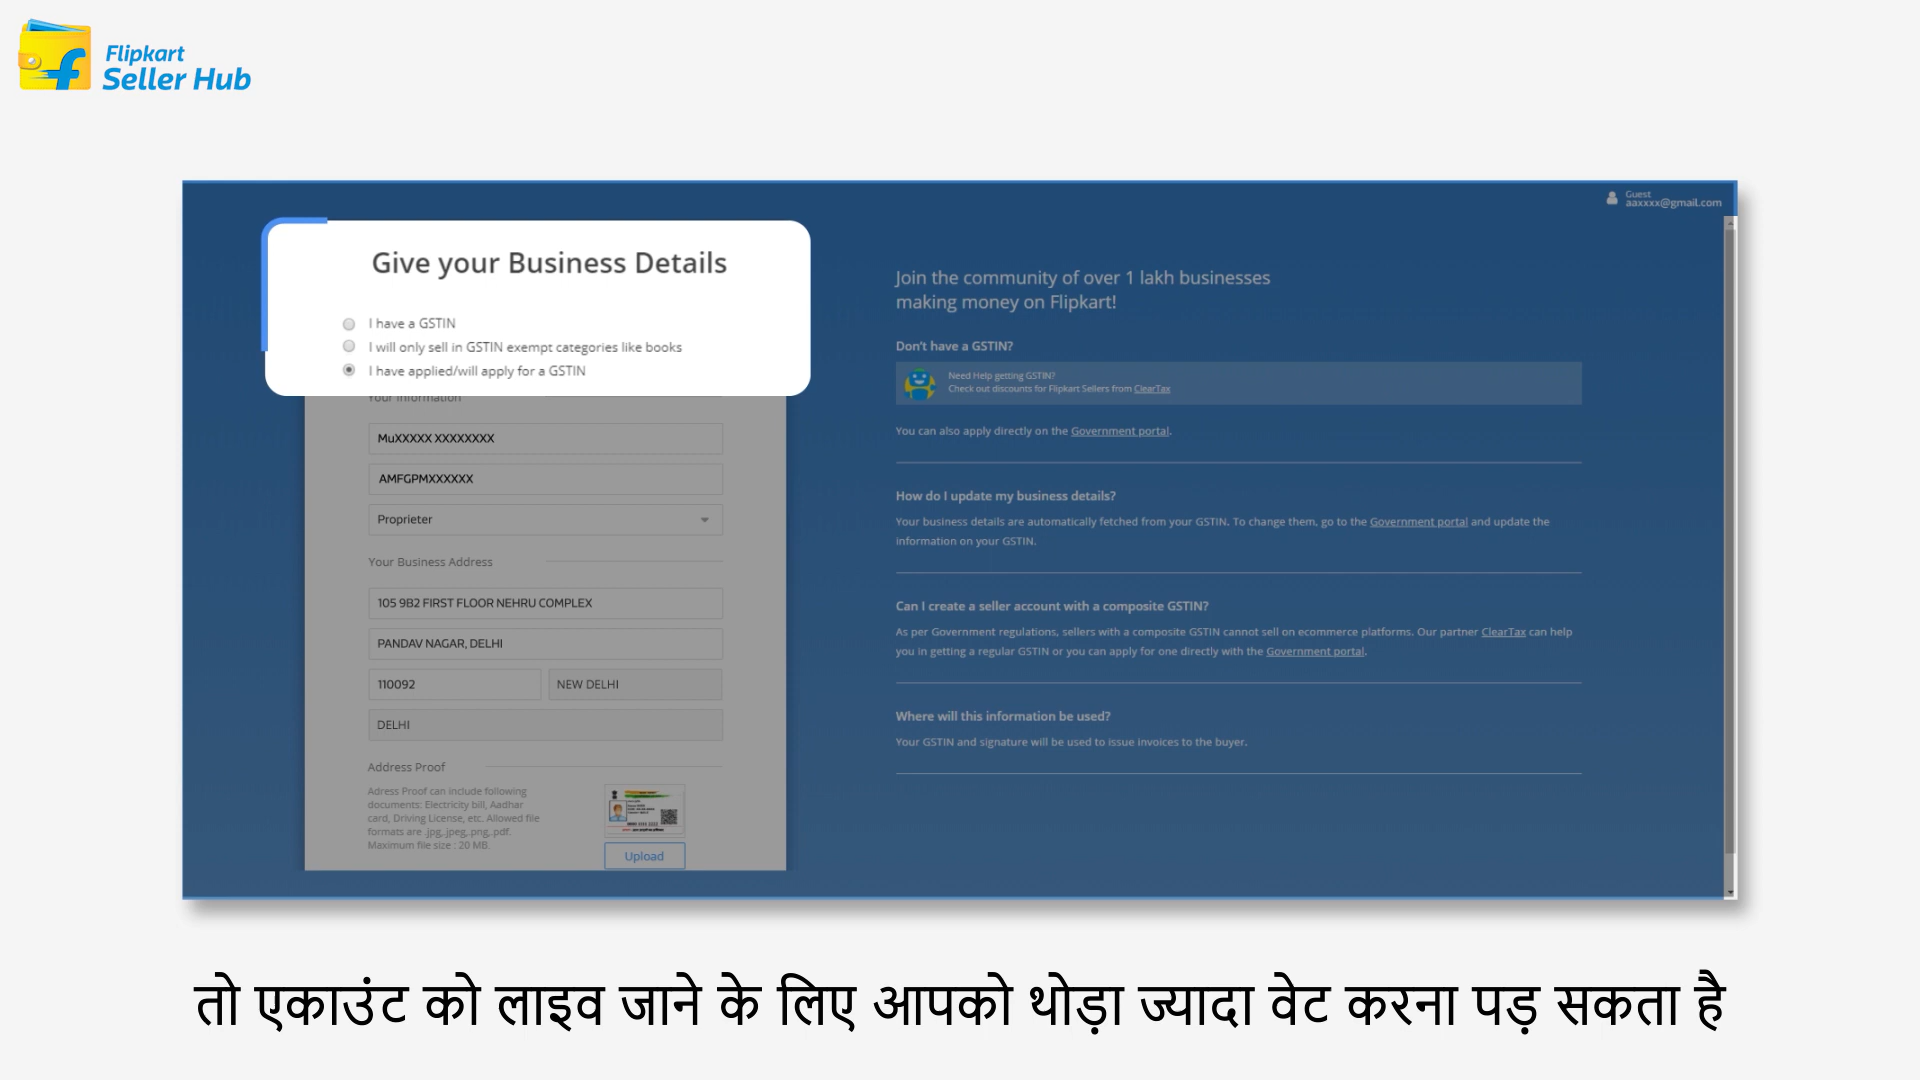 Flipkart
Seller Hub
Guest
aaxxxx@gmail.com
Give your Business Details
I have a GSTIN
I will only sell in GSTIN exempt categories like books
I have applied/will apply for a GSTIN
Your Information
MuXXXXX XXXXXXXX
AMFGPMXXXXXX
Proprieter
Your Business Address
105 9B2 FIRST FLOOR NEHRU COMPLEX
PANDAV NAGAR, DELHI
110092
NEW DELHI
DELHI
Address Proof
Adress Proof can include following
documents: Electricity bill, Aadhar
card, Driving License, etc. Allowed file
formats are .jpg,.jpeg,.png,.pdf.
Maximum file size : 20 MB.
Upload
Join the community of over 1 lakh businesses
making money on Flipkart!
Don't have a GSTIN?
Need Help getting GSTIN?
Check out discounts for Flipkart Sellers from ClearTax
You can also apply directly on the Government portal.
How do I update my business details?
Your business details are automatically fetched from your GSTIN. To change them, go to the Government portal and update the
information on your GSTIN.
Can I create a seller account with a composite GSTIN?
As per Government regulations, sellers with a composite GSTIN cannot sell on ecommerce platforms. Our partner ClearTax can help
you in getting a regular GSTIN or you can apply for one directly with the Government portal.
Where will this information be used?
Your GSTIN and signature will be used to issue invoices to the buyer.
तो एकाउंट को लाइव जाने के लिए आपको थोड़ा ज्यादा वेट करना पड़ सकता है